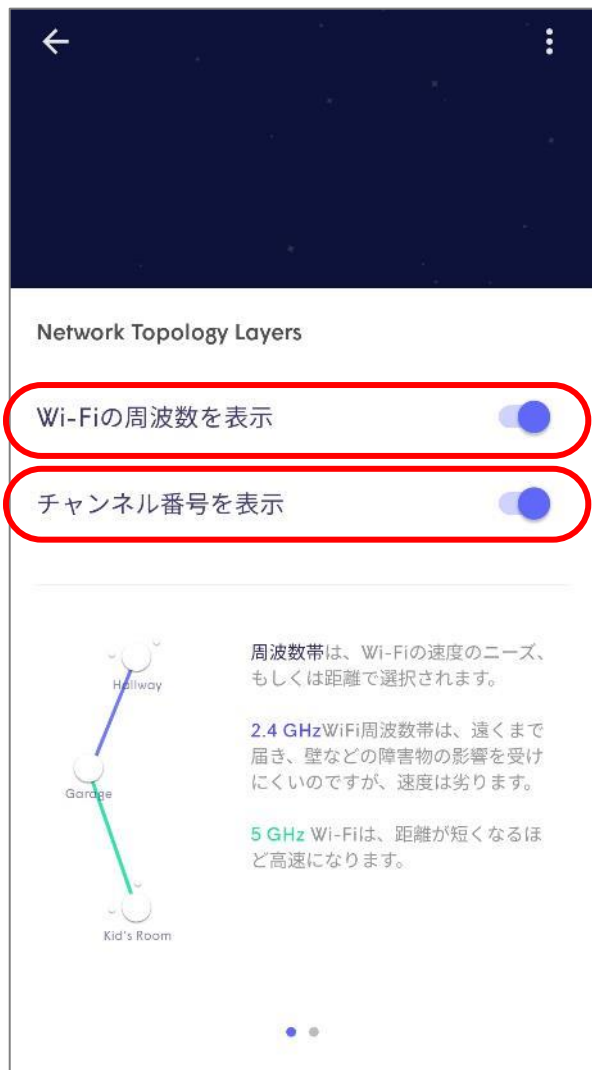 Network Topology Layers
Wi-Fiの周波数を表示
チャンネル番号を表示
Hallway
Garage
Kid's Room
周波数帯は、Wi-Fiの速度のニーズ、
もしくは距離で選択されます。
2.4 GHzWiFi周波数帯は、遠くまで
届き、壁などの障害物の影響を受け
にくいのですが、速度は劣ります。
5 GHz Wi-Fiは、距離が短くなるほ
ど高速になります。